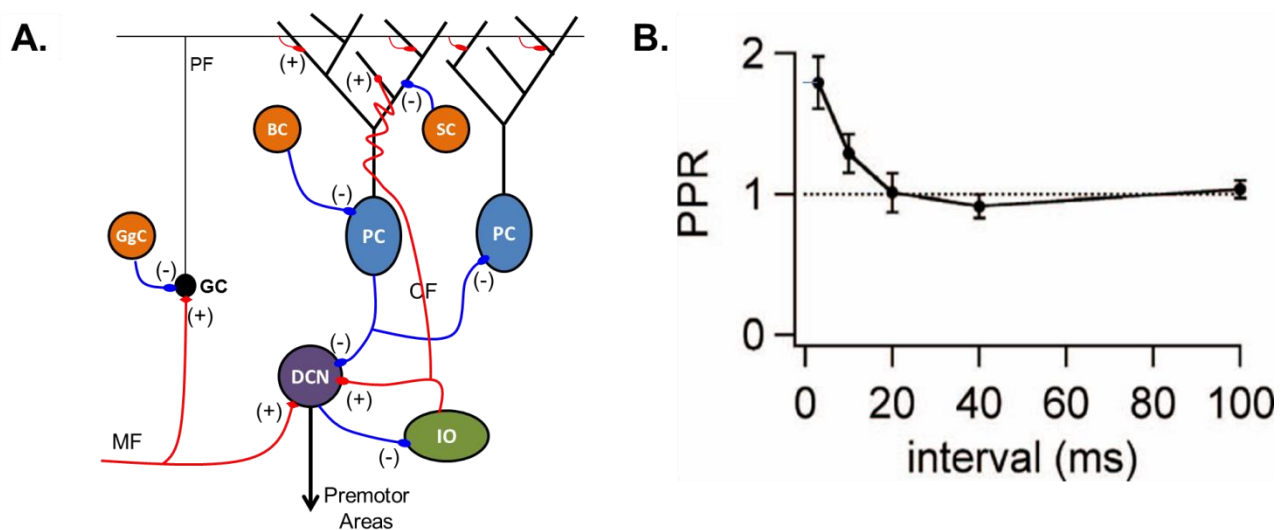 A.
PF
(+)
(+)
(-)
BC
SC
(-)
GgC
PC
PC
(-)
GC
CF
(-)
(+)
(-)
DCN
(+)
(+)
MF
IO
(-)
Premotor
Areas
B.
2
1
0
PPR
0 20 40 60 80 100
interval (ms)